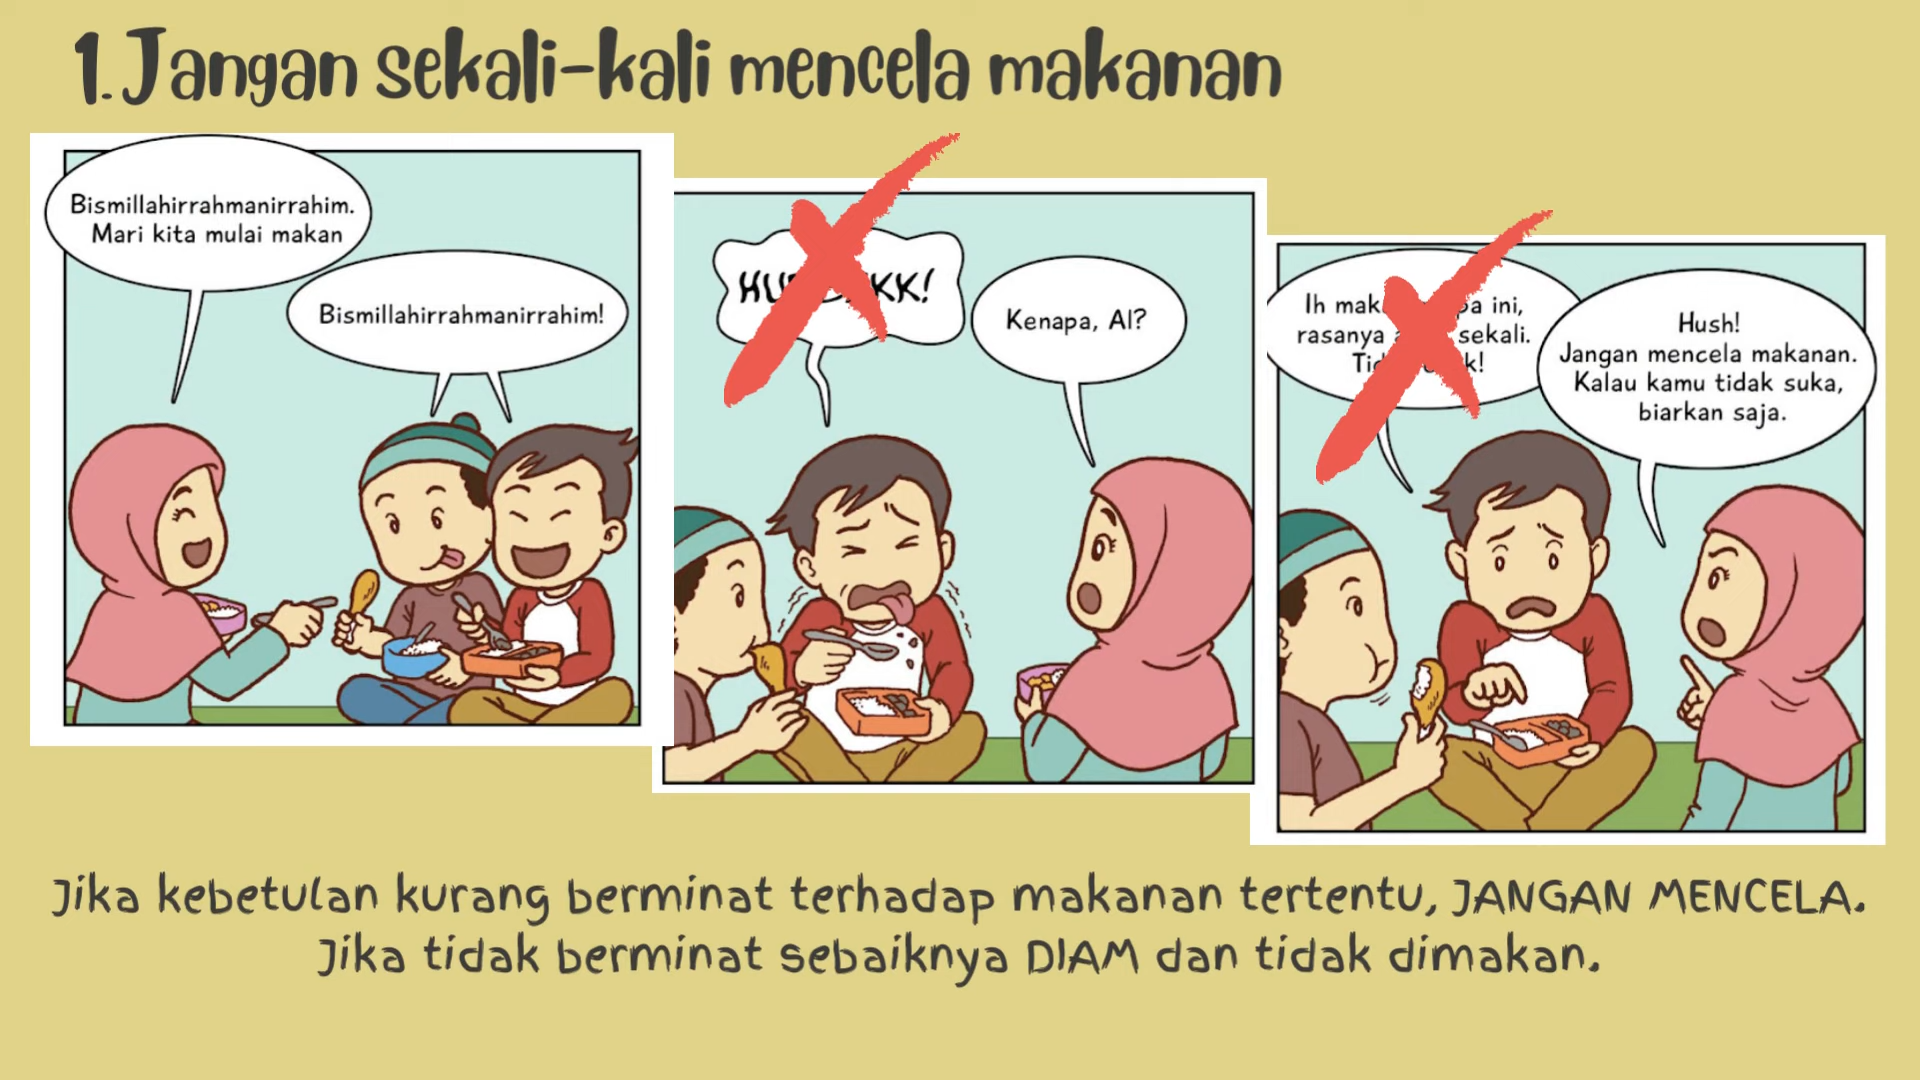 1. Jangan sekali-kali mencela makanan
Bismillahirrahmanirrahim.
Mari kita mulai makan
Bismillahirrahmanirrahim!
Kenapa, Al?
Ih ini,
rasanya sekali.
Hush!
Jangan mencela makanan.
Kalau kamu tidak suka,
biarkan saja.
Jika kebetulan kurang berminat terhadap makanan tertentu, JANGAN MENCELA.
Jika tidak berminat sebaiknya DIAM dan tidak dimakan.